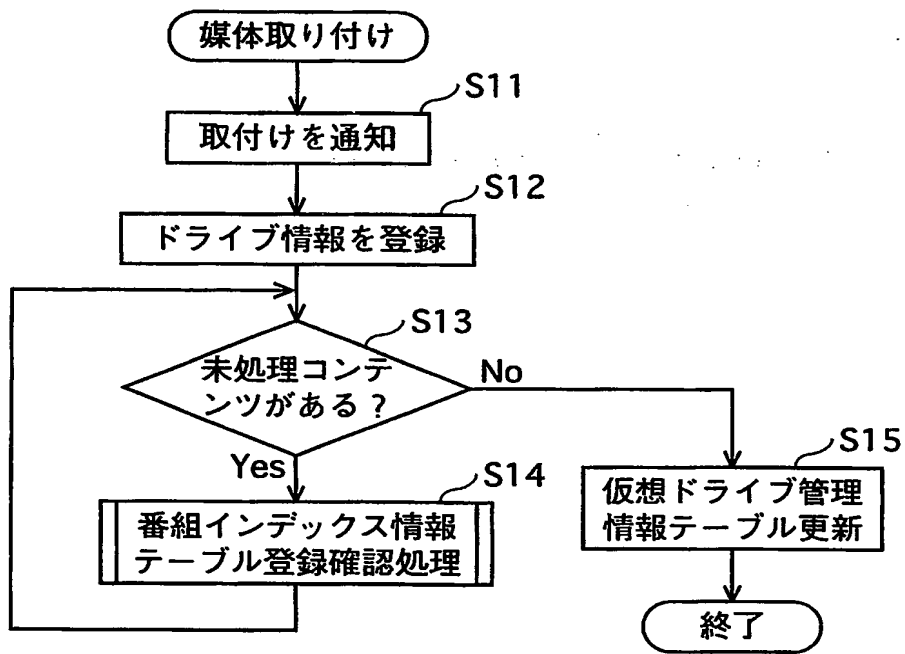 媒体取り付け
S11
取付けを通知
S12
ドライブ情報を登録
S13
未処理コンテ
ンツがある？
No
Yes
S14
番組インデックス情報
テーブル登録確認処理
S15
仮想ドライブ管理
情報テーブル更新
終了